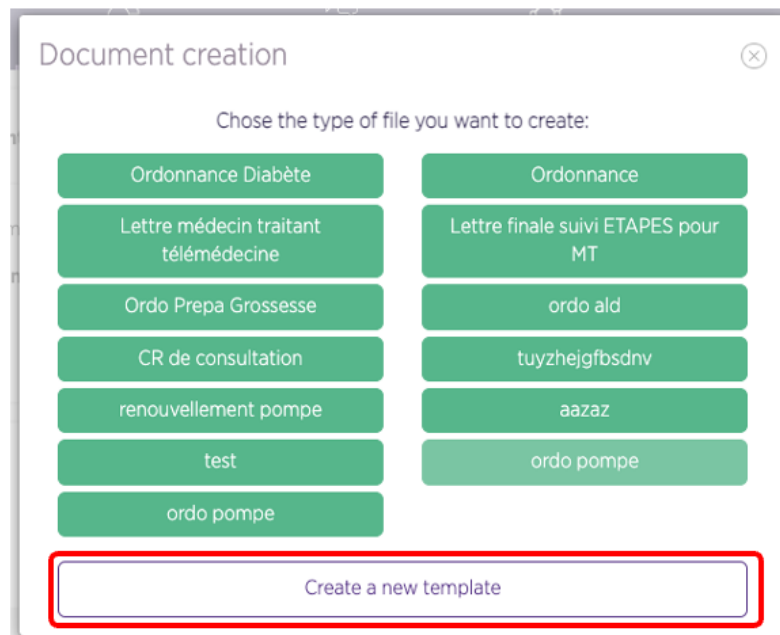 Document creation
Chose the type of file you want to create:
Ordonnance Diabète
Ordonnance
Lettre médecin traitant
télémédecine
Lettre finale suivi ETAPES pour
MT
Ordo Prepa Grossesse
ordo ald
CR de consultation
tuyzhejgfbsdnv
renouvellement pompe
aazaz
test
ordo pompe
ordo pompe
Create a new template